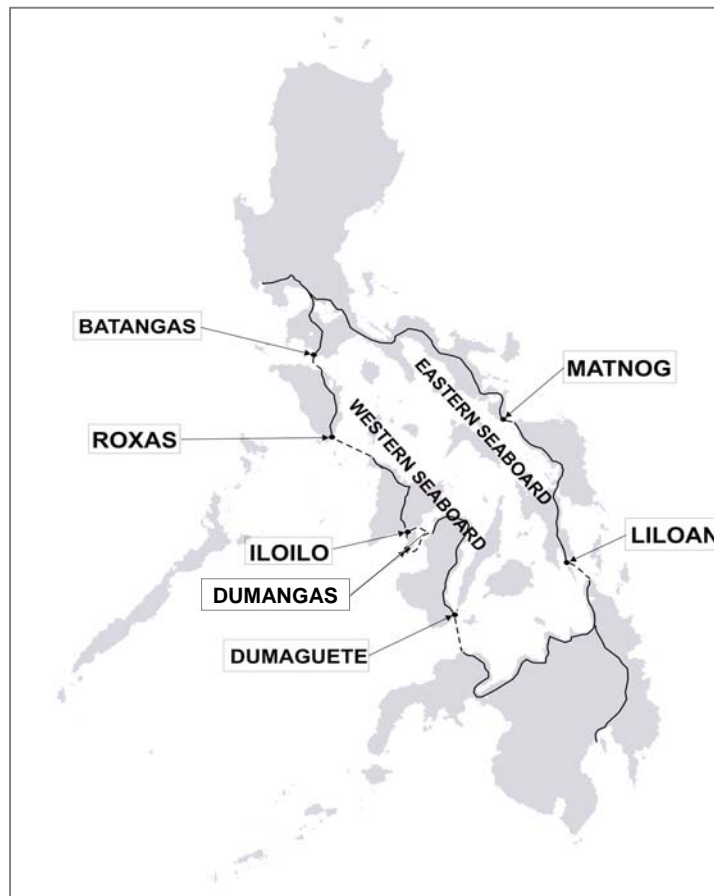 BATANGAS
MATNOG
EASTERN SEABOARD
WESTERN SEABOARD
ROXAS
LILOAN
ILOILO
DUMANGAS
DUMAGUETE